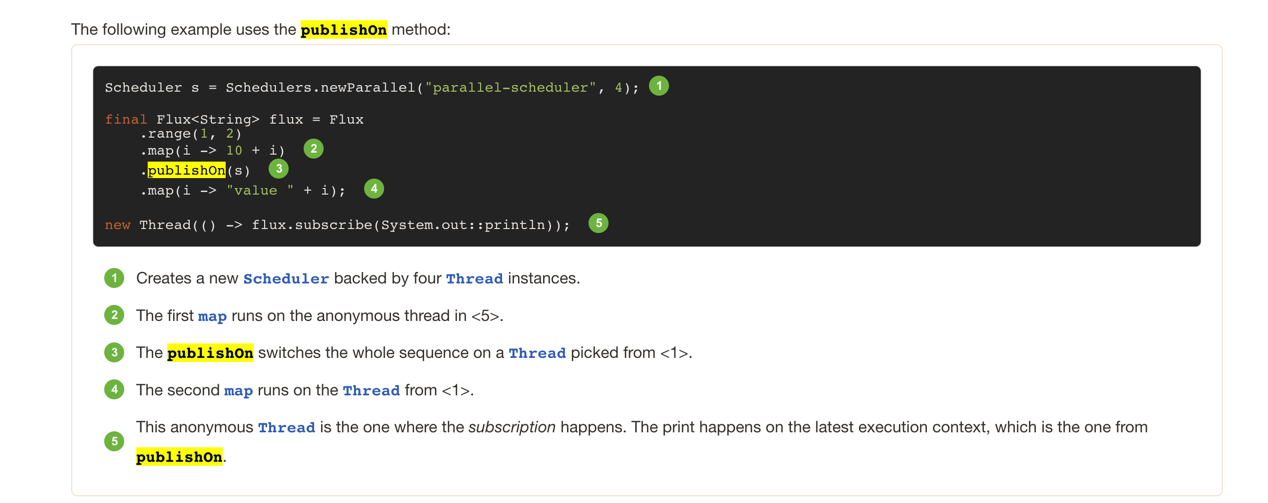 The following example uses the publishOn method:
Scheduler s = Schedulers.newParallel("parallel-scheduler", 4); 1
final Flux<String> flux = Flux
.range(1, 2)
.map(i -> 10 + i) 2
.publishOn(s) 3
.map(i -> "value " + i); 4
new Thread(() -> flux.subscribe(System.out::println)); 5
1 Creates a new Scheduler backed by four Thread instances.
2 The first map runs on the anonymous thread in <5>.
3 The publishOn switches the whole sequence on a Thread picked from <1>.
4 The second map runs on the Thread from <1>.
5 This anonymous Thread is the one where the subscription happens. The print happens on the latest execution context, which is the one from
publishOn.